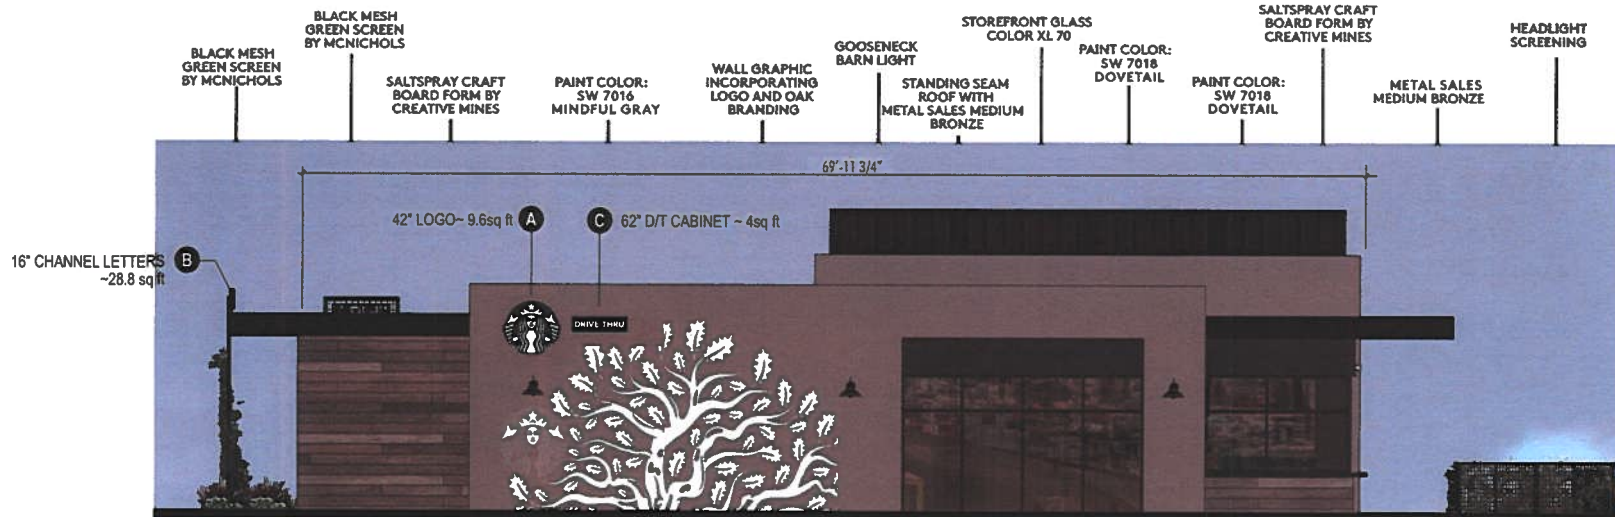 BLACK MESH
GREEN SCREEN
BY MCNICHOLS
BLACK MESH
GREEN SCREEN
BY MCNICHOLS
SALTSPRAY CRAFT
BOARD FORM BY
CREATIVE MINES
PAINT COLOR:
SW 7016
MINDFUL GRAY
WALL GRAPHIC
INCORPORATING
LOGO AND OAK
BRANDING
GOOSENECK
BARN LIGHT
STANDING SEAM
ROOF WITH
METAL SALES MEDIUM
BRONZE
STOREFRONT GLASS
COLOR XL 70
PAINT COLOR:
SW 7018
DOVETAIL
PAINT COLOR:
SW 7018
DOVETAIL
SALTSPRAY CRAFT
BOARD FORM BY
CREATIVE MINES
METAL SALES
MEDIUM BRONZE
HEADLIGHT
SCREENING
69'-11 3/4"
42" LOGO~ 9.6sq ft A
C 62" D/T CABINET ~ 4sq ft
16" CHANNEL LETTERS B
~28.8 sq ft
DRIVE THRU